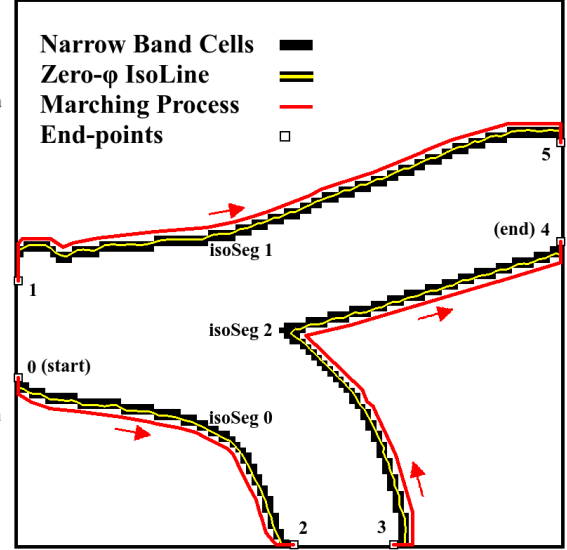 Narrow Band Cells
Zero-φ IsoLine
Marching Process
End-points
5
(end) 4
isoSeg 1
1
isoSeg 2
0 (start)
isoSeg 0
2
3